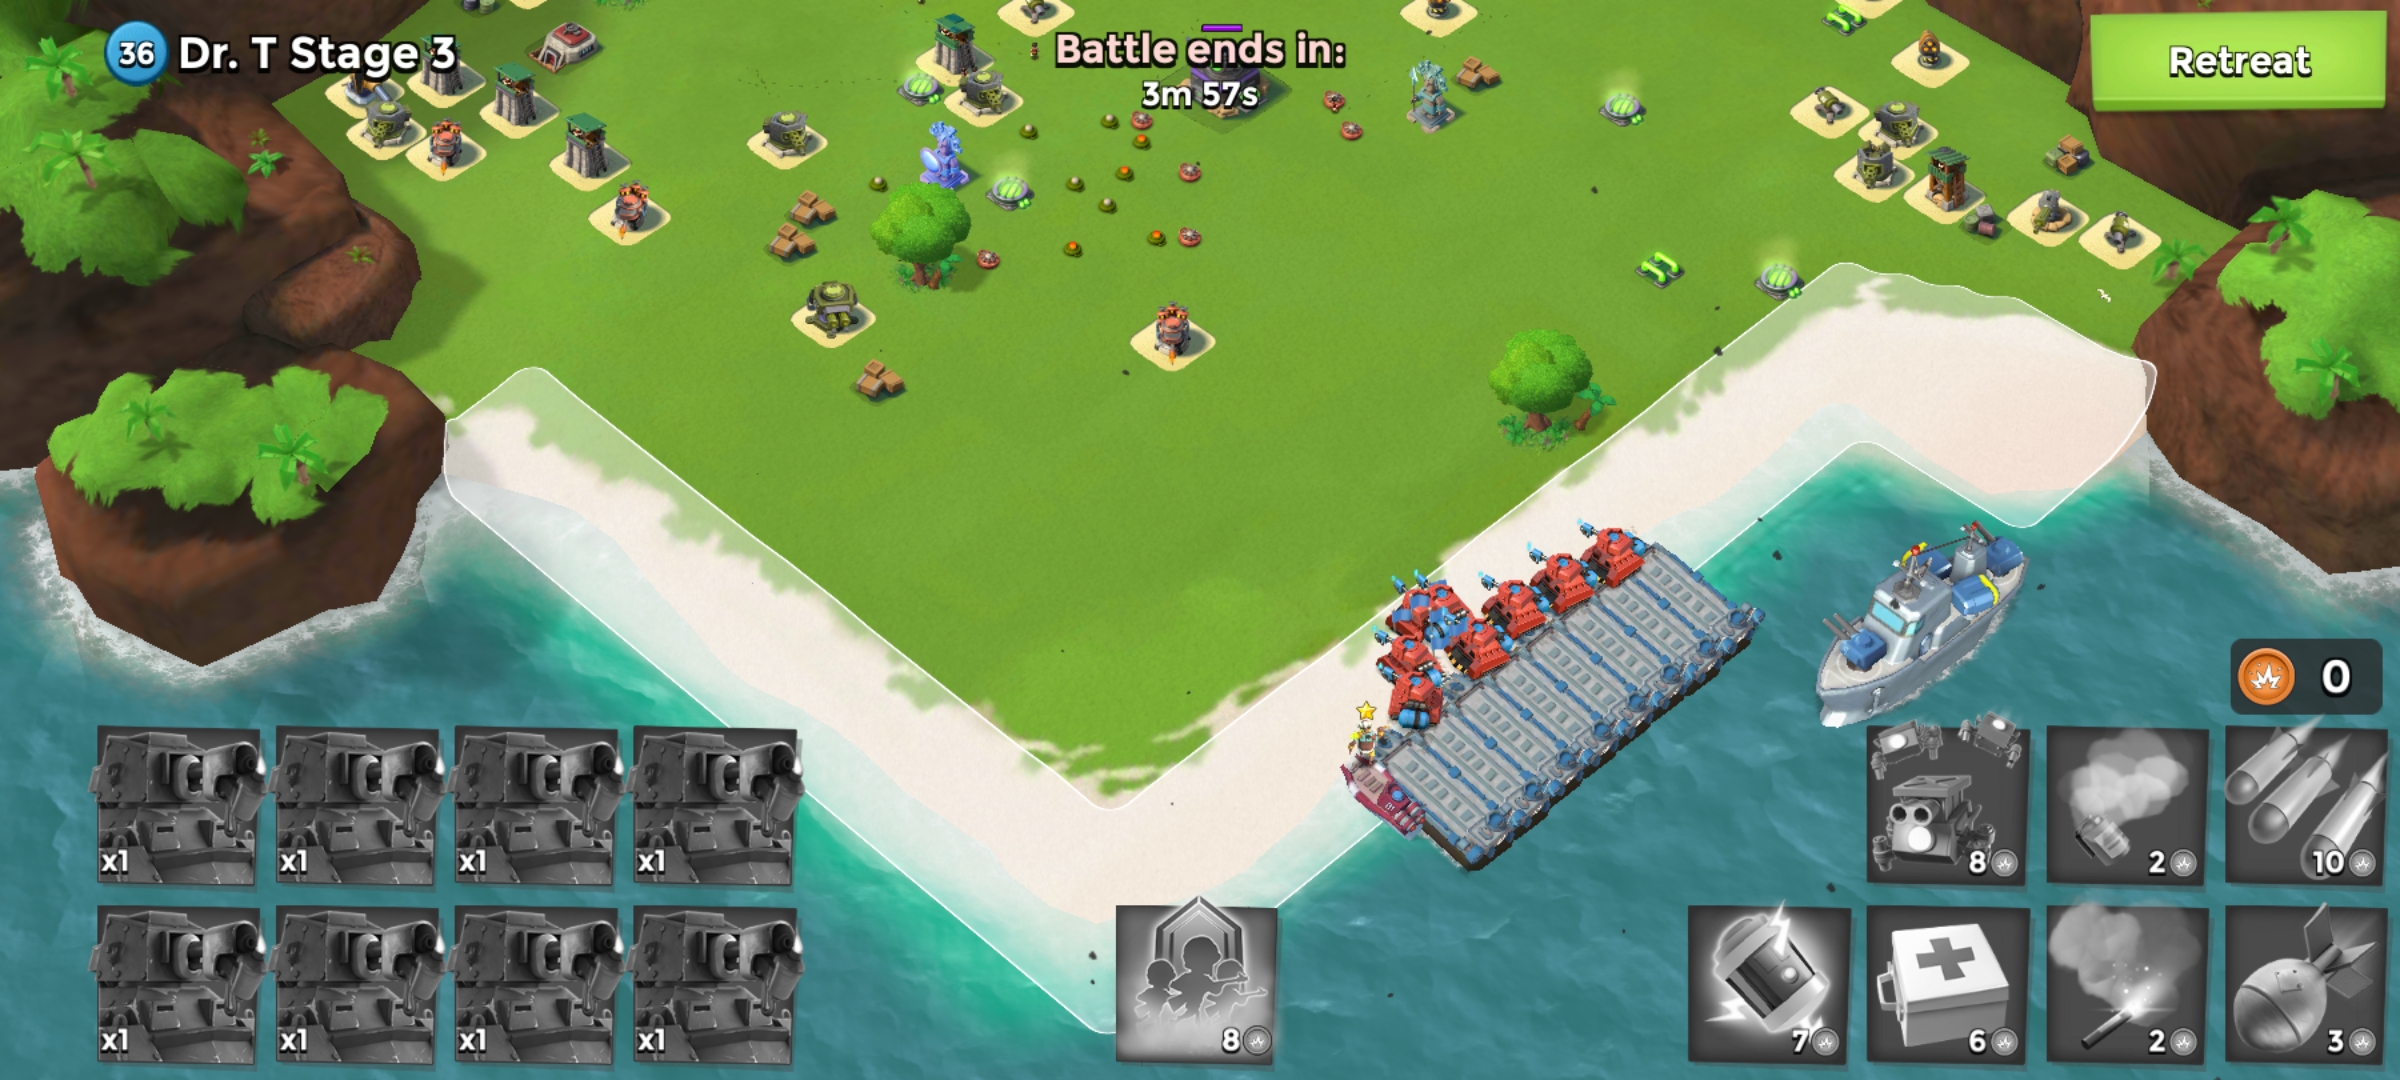 36 Dr. T Stage 3
Battle ends in:
3m 57s
Retreat
0
x1 x1 x1 x1
8 2 10
x1 x1 x1 x1
8
7 6 2 3